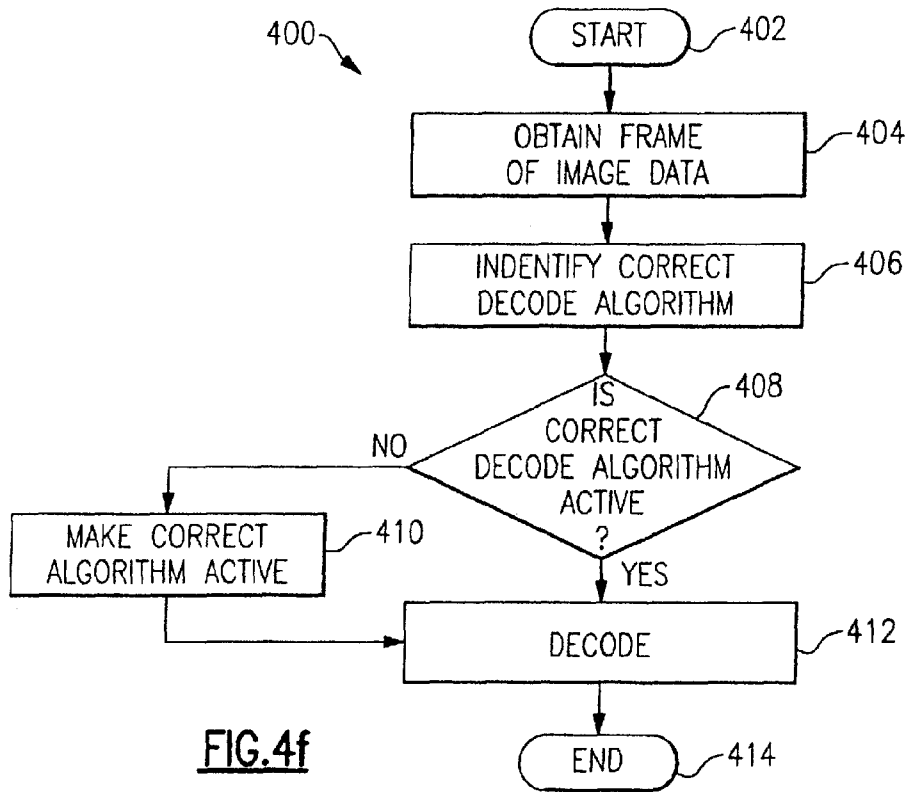 400
START
402
OBTAIN FRAME
OF IMAGE DATA
404
INDENTIFY CORRECT
DECODE ALGORITHM
406
IS
CORRECT
DECODE ALGORITHM
ACTIVE
?
408
NO
MAKE CORRECT
ALGORITHM ACTIVE
410
YES
DECODE
412
END
414
FIG.4f